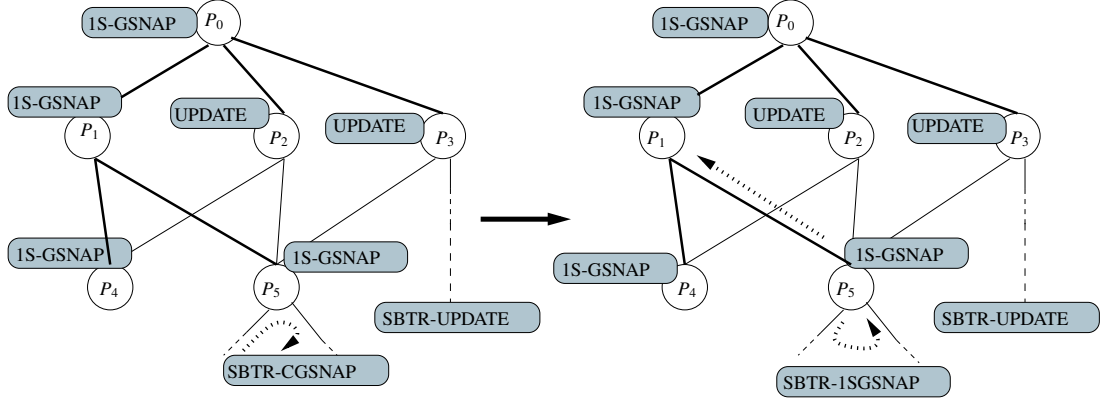 1S-GSNAP P0
1S-GSNAP
P1
UPDATE
P2
UPDATE
P3
1S-GSNAP
P4
1S-GSNAP
P5
SBTR-UPDATE
SBTR-CGSNAP
1S-GSNAP P0
1S-GSNAP
P1
UPDATE
P2
UPDATE
P3
1S-GSNAP
P4
1S-GSNAP
P5
SBTR-UPDATE
SBTR-1SGSNAP